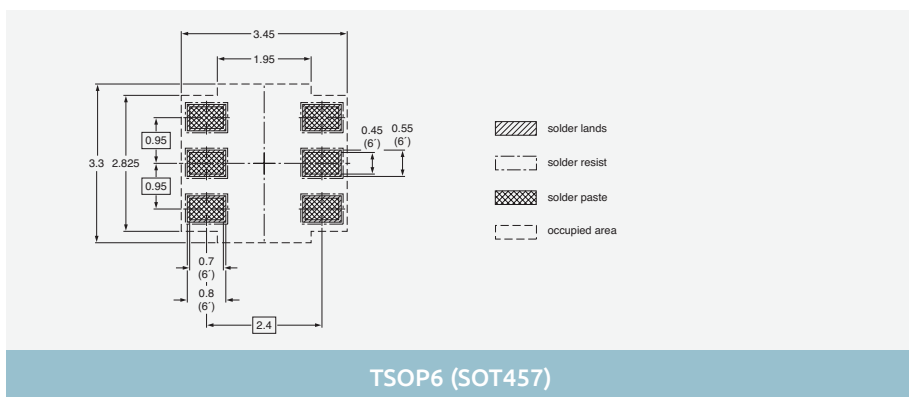 3.45
1.95
0.95
3.3 2.825
0.95
0.45 0.55
(6´) (6´)
0.7
(6´)
0.8
(6´)
2.4
solder lands
solder resist
solder paste
occupied area
TSOP6 (SOT457)